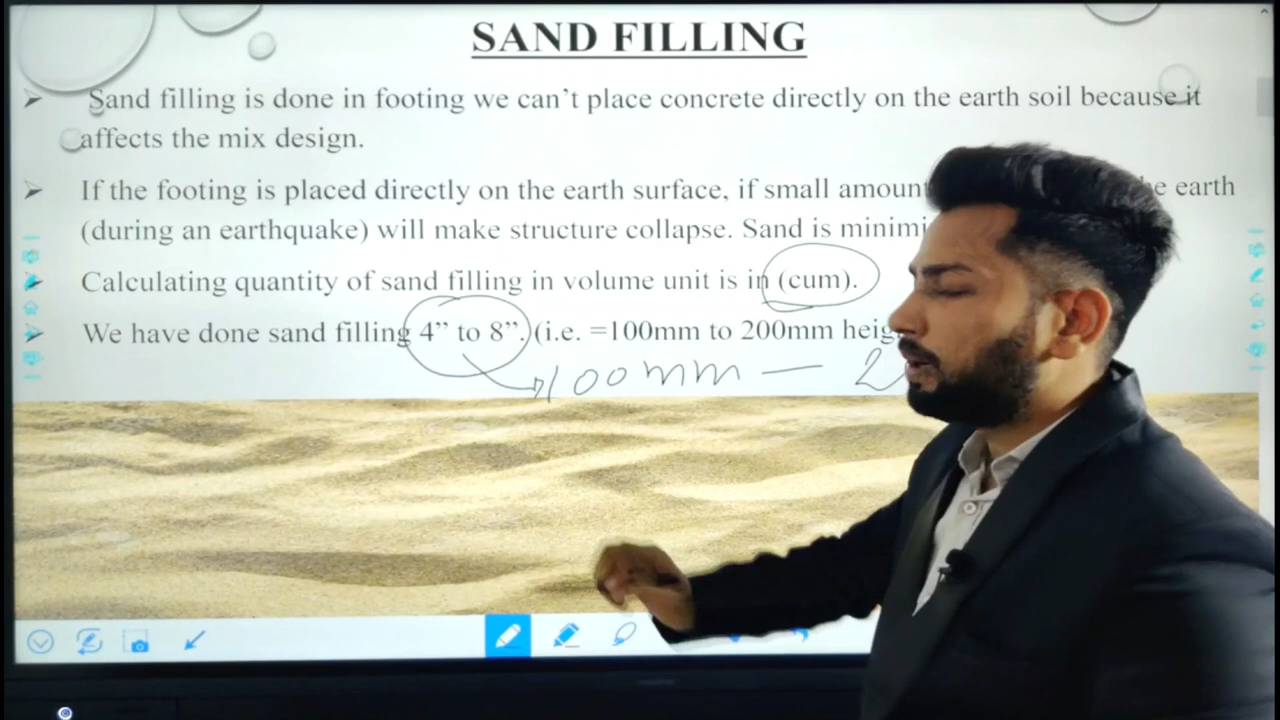 SAND FILLING
Sand filling is done in footing we can’t place concrete directly on the earth soil because it
affects the mix design.
If the footing is placed directly on the earth surface, if small earth
(during an earthquake) will make structure collapse. Sand is
Calculating quantity of sand filling in volume unit is in (cum).
We have done sand filling 4” to 8”. (i.e. =100mm to 200mm
100mm — 2